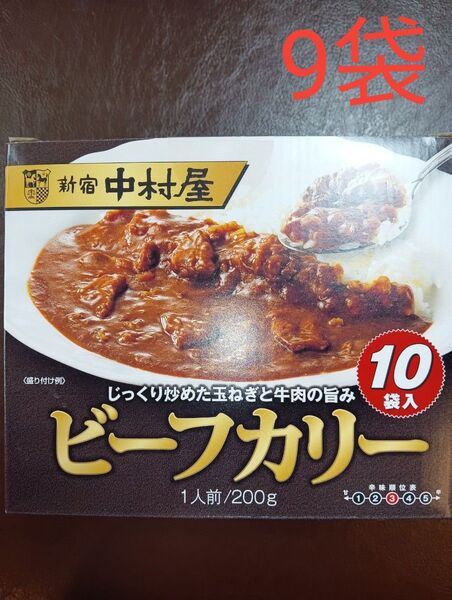 9袋
新宿 中村屋
〈盛り付け例〉
じっくり炒めた玉ねぎと牛肉の旨み
10
袋入
ビーフカリー
1人前/200g
辛味順位表
甘 1 2 3 4 5 辛